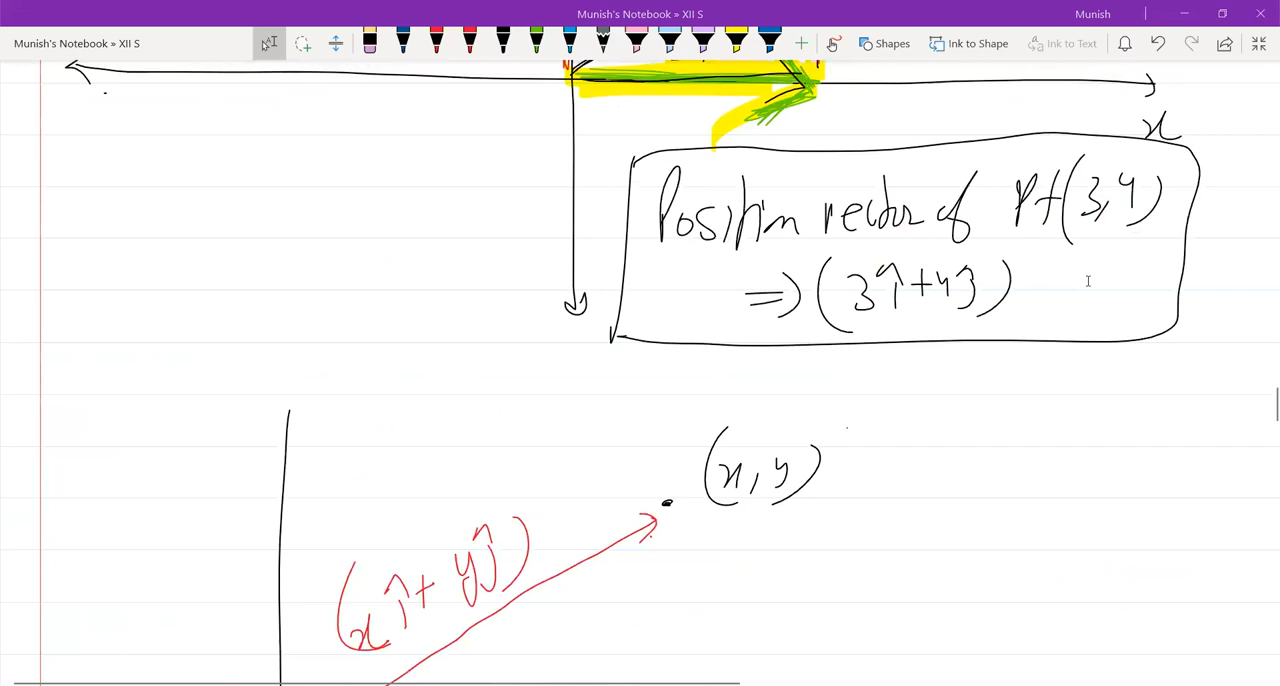 Munish's Notebook » XII S
Munish
Munish's Notebook » XII S
Shapes
Ink to Shape
Ink to Text
x
Position vector of Pt(3,4)
⇒ (3î+4ĵ)
(x, y)
(xî + yĵ)